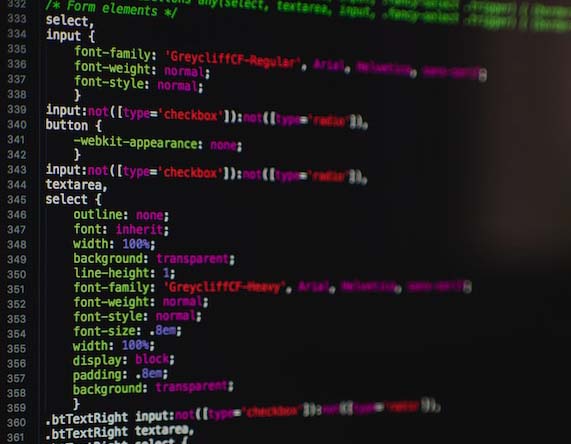 332 /* Form elements */
333 select,
334 input {
335 font-family: 'GreycliffCF-Regular', Arial, Helvetica, sans-serif;
336 font-weight: normal;
337 font-style: normal;
338 }
339 input:not([type='checkbox']):not([type='radio']),
340 button {
341 -webkit-appearance: none;
342 }
343 input:not([type='checkbox']):not([type='radio']),
344 textarea,
345 select {
346 outline: none;
347 font: inherit;
348 width: 100%;
349 background: transparent;
350 line-height: 1;
351 font-family: 'GreycliffCF-Heavy', Arial, Helvetica, sans-serif;
352 font-weight: normal;
353 font-style: normal;
354 font-size: .8em;
355 width: 100%;
356 display: block;
357 padding: .8em;
358 background: transparent;
359 }
360 .btTextRight input:not([type='checkbox']):not([type='radio']),
361 .btTextRight textarea,
.btTextRight select {